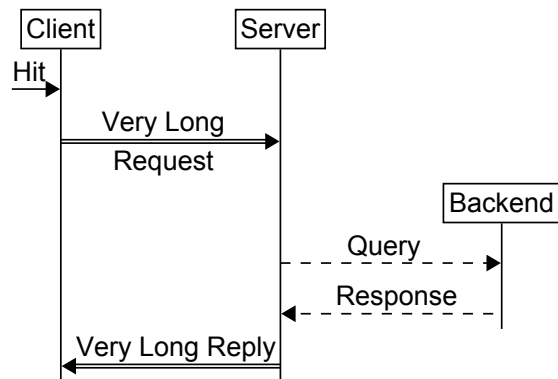 Client
Server
Hit
Very Long
Request
Backend
Query
Response
Very Long Reply